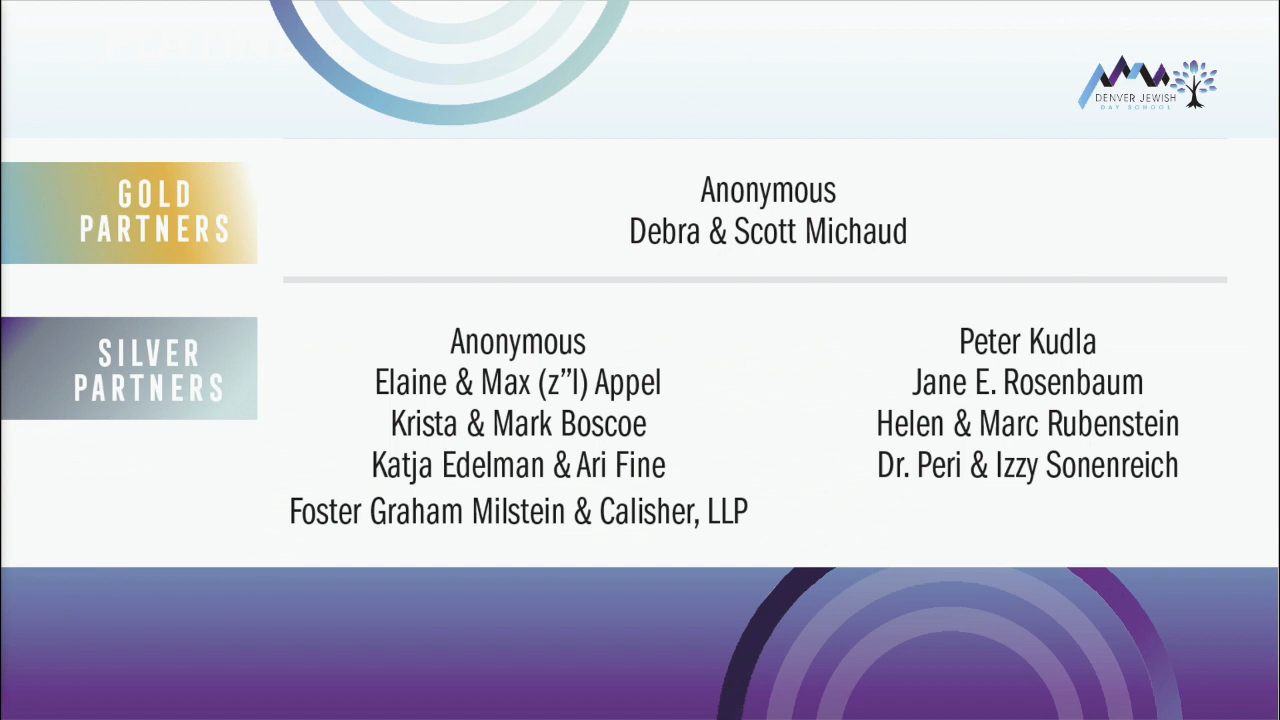 DENVER JEWISH
DAY SCHOOL
GOLD
PARTNERS
Anonymous
Debra & Scott Michaud
SILVER
PARTNERS
Anonymous
Elaine & Max (z”l) Appel
Krista & Mark Boscoe
Katja Edelman & Ari Fine
Foster Graham Milstein & Calisher, LLP
Peter Kudla
Jane E. Rosenbaum
Helen & Marc Rubenstein
Dr. Peri & Izzy Sonenreich